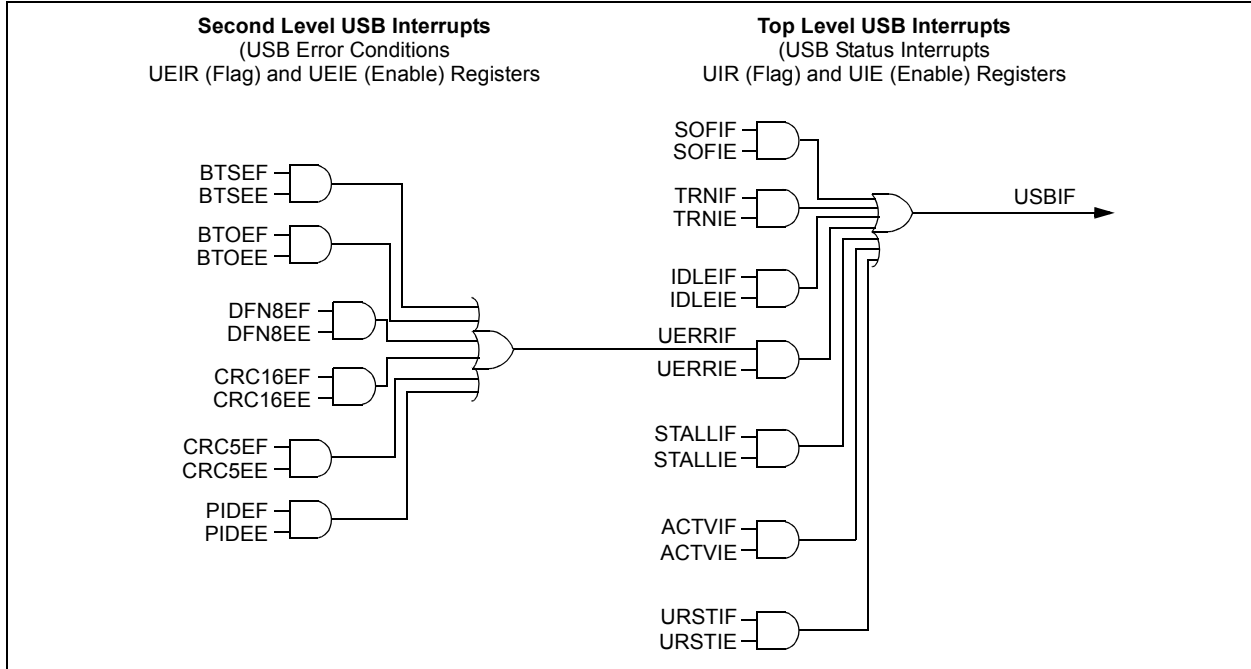 Second Level USB Interrupts
(USB Error Conditions
UEIR (Flag) and UEIE (Enable) Registers
BTSEF
BTSEE
BTOEF
BTOEE
DFN8EF
DFN8EE
CRC16EF
CRC16EE
CRC5EF
CRC5EE
PIDEF
PIDEE
Top Level USB Interrupts
(USB Status Interrupts
UIR (Flag) and UIE (Enable) Registers
SOFIF
SOFIE
TRNIF
TRNIE
IDLEIF
IDLEIE
UERRIF
UERRIE
STALLIF
STALLIE
ACTVIF
ACTVIE
URSTIF
URSTIE
USBIF